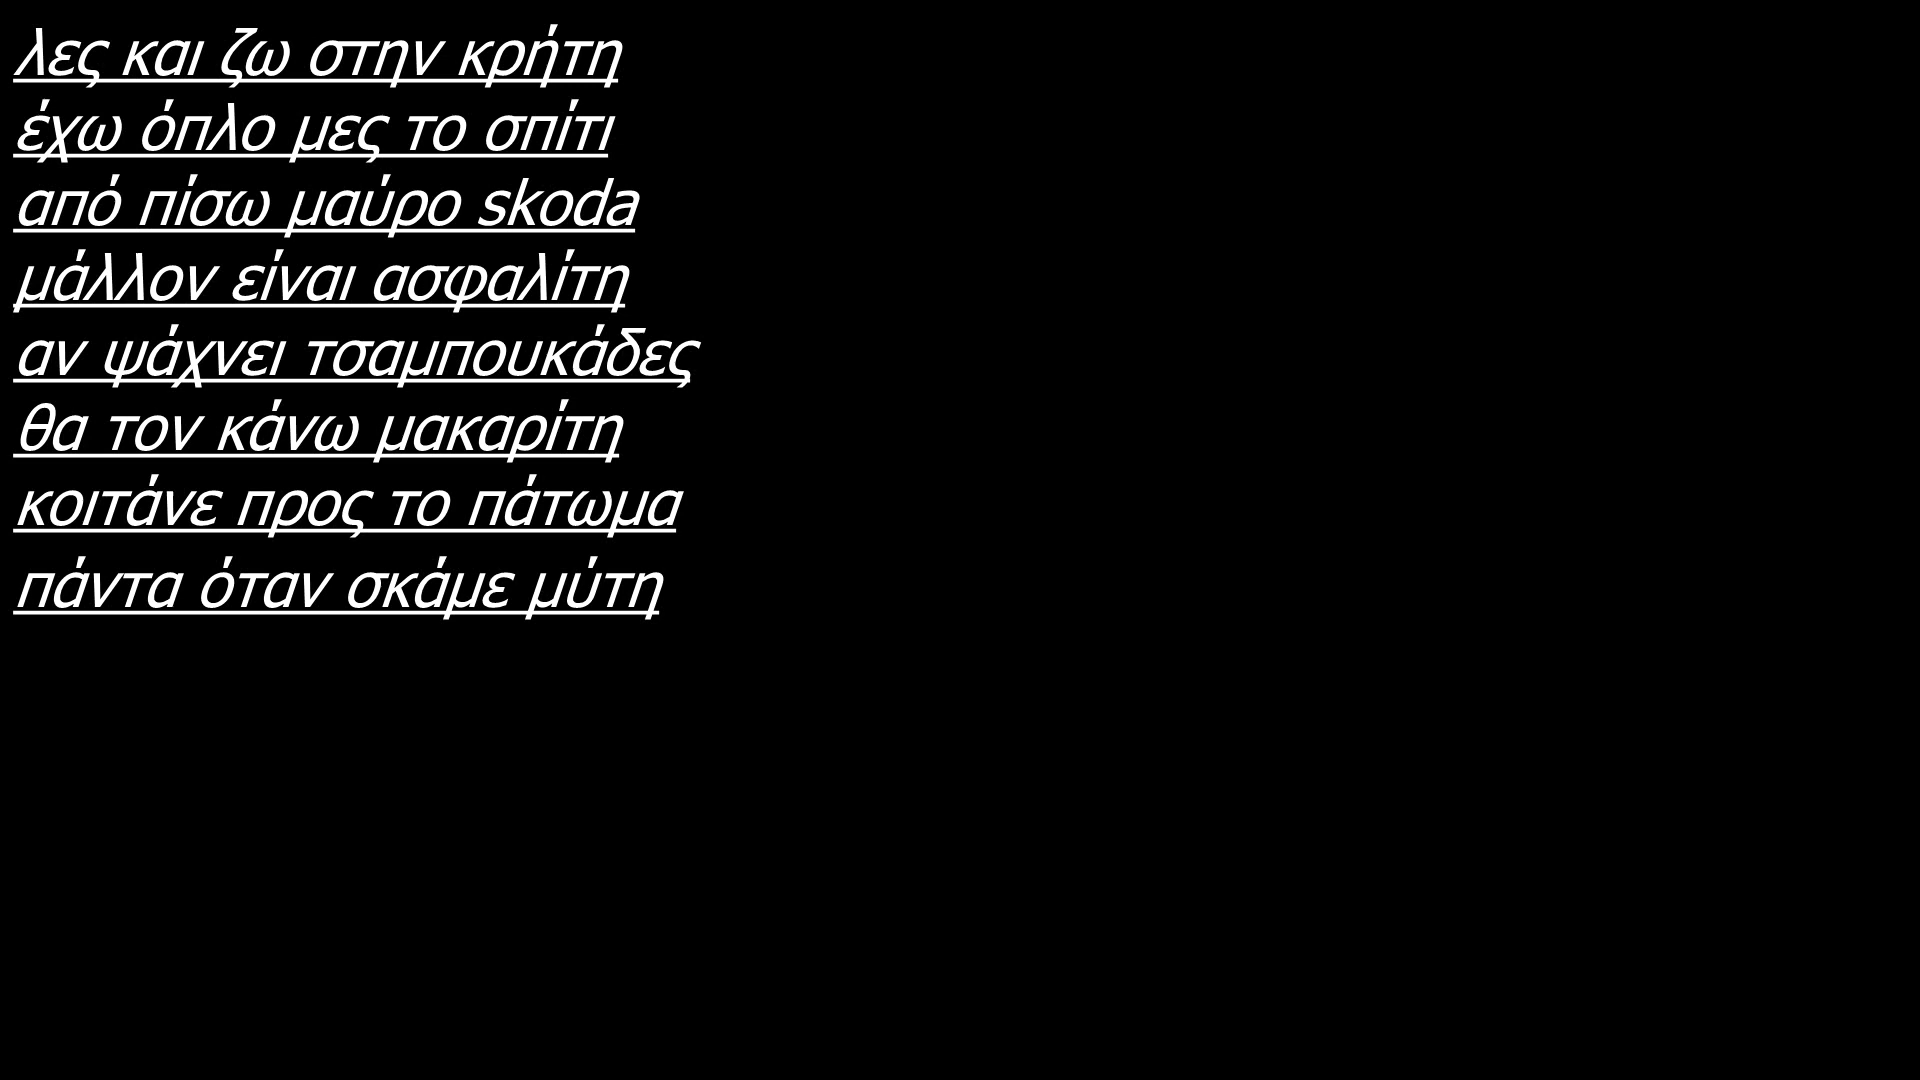 λες και ζω στην κρήτη
έχω όπλο μες το σπίτι
από πίσω μαύρο skoda
μάλλον είναι ασφαλίτη
αν ψάχνει τσαμπουκάδες
θα τον κάνω μακαρίτη
κοιτάνε προς το πάτωμα
πάντα όταν σκάμε μύτη